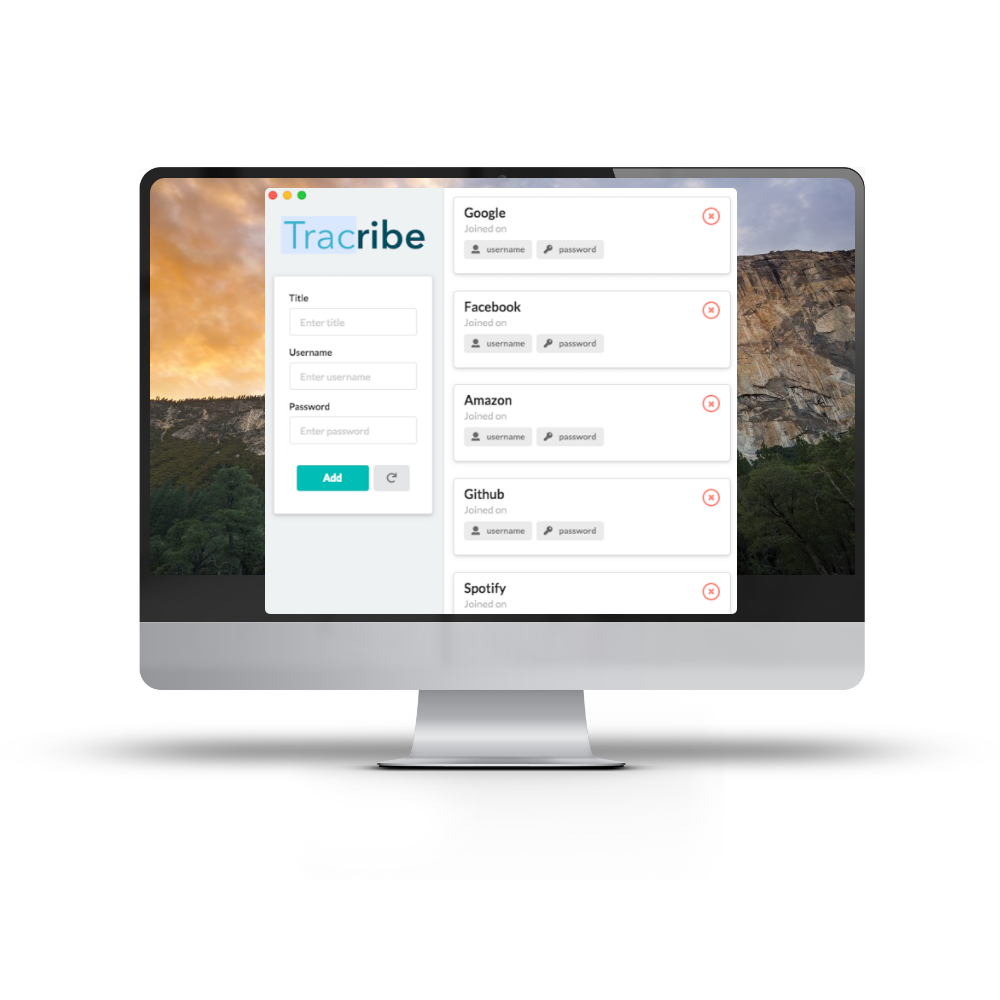 Tracribe
Title
Enter title
Username
Enter username
Password
Enter password
Add
Google
Joined on
username password
Facebook
Joined on
username password
Amazon
Joined on
username password
Github
Joined on
username password
Spotify
Joined on